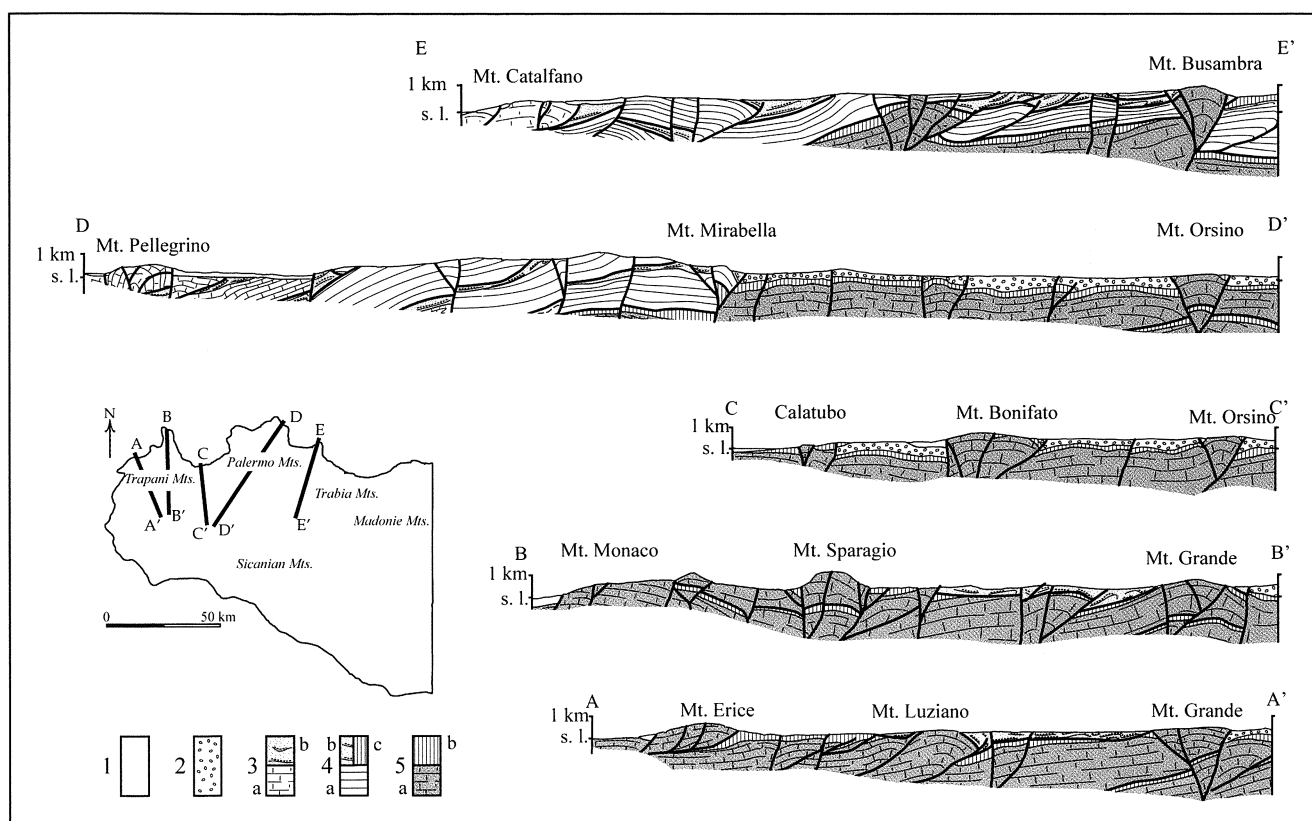 E E’
Mt. Catalfano Mt. Busambra
1 km
s. l.
D D’
Mt. Pellegrino Mt. Mirabella Mt. Orsino
1 km
s. l.
C C’
Calatubo Mt. Bonifato Mt. Orsino
1 km
s. l.
B B’
Mt. Monaco Mt. Sparagio Mt. Grande
1 km
s. l.
A A’
Mt. Erice Mt. Luziano Mt. Grande
1 km
s. l.
N
A B C D E
Trapani Mts. Palermo Mts.
Trabia Mts.
Madonie Mts.
A’ B’ C’ D’ E’
Sicanian Mts.
0 50 km
1 2 3 b a 4 b c a 5 b a